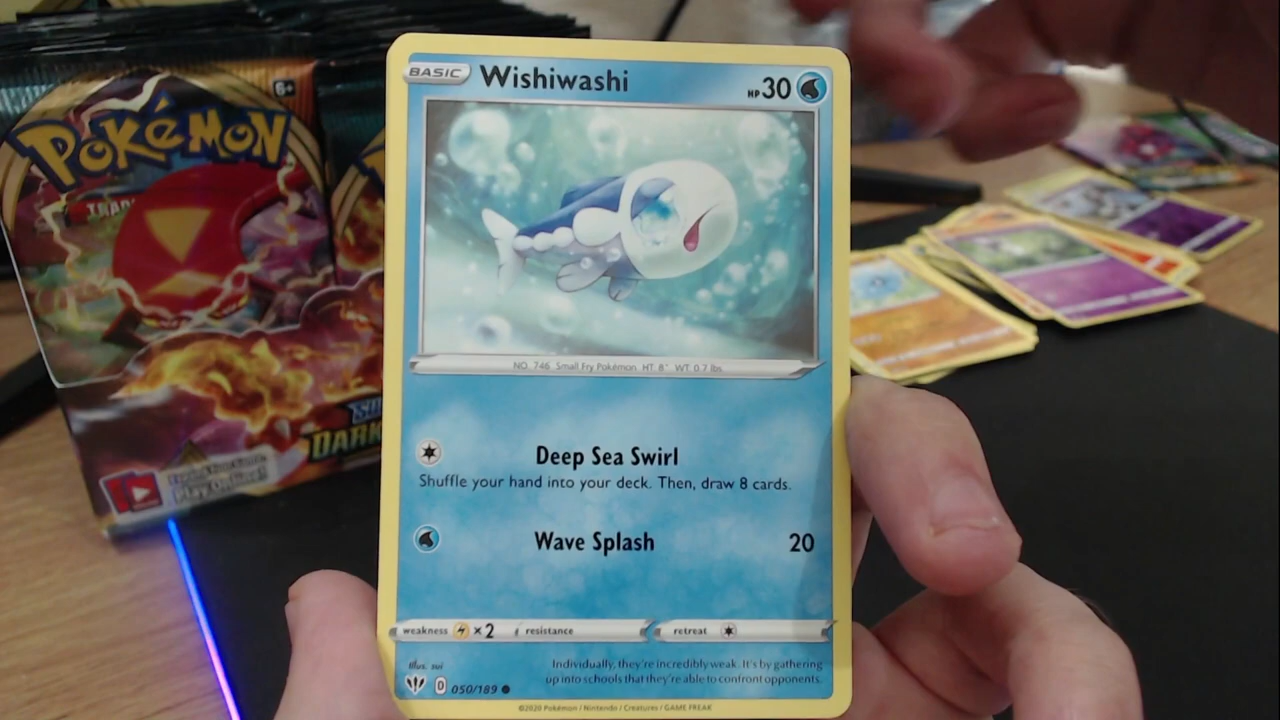 BASIC Wishiwashi HP 30
NO. 746 Small Fry Pokémon HT. 8" WT. 0.7 lbs
Deep Sea Swirl
Shuffle your hand into your deck. Then, draw 8 cards.
Wave Splash 20
weakness ×2 resistance retreat
Illus. sui
Individually, they're incredibly weak. It's by gathering
up into schools that they're able to confront opponents.
D 050/189
©2020 Pokémon / Nintendo / Creatures / GAME FREAK
6+
POKÉMON
TRAD
DARK
Play Online!